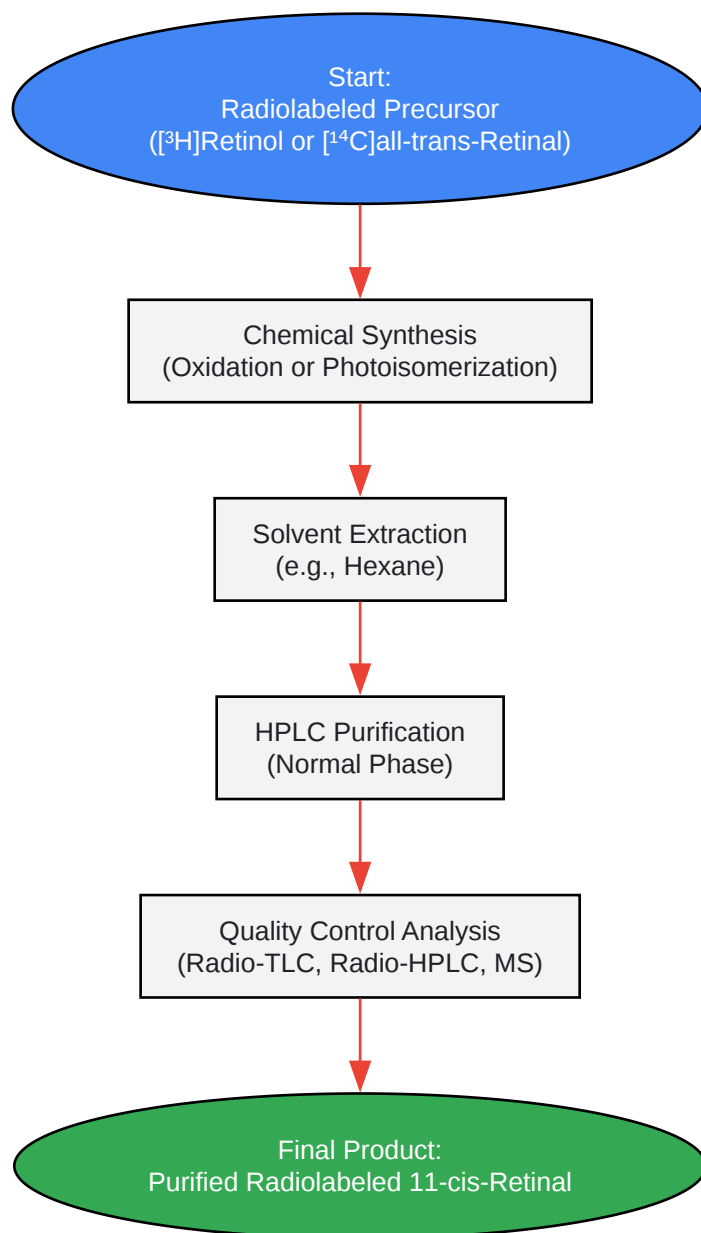 Start:
Radiolabeled Precursor
([³H]Retinol or [¹⁴C]all-trans-Retinal)
Chemical Synthesis
(Oxidation or Photoisomerization)
Solvent Extraction
(e.g., Hexane)
HPLC Purification
(Normal Phase)
Quality Control Analysis
(Radio-TLC, Radio-HPLC, MS)
Final Product:
Purified Radiolabeled 11-cis-Retinal